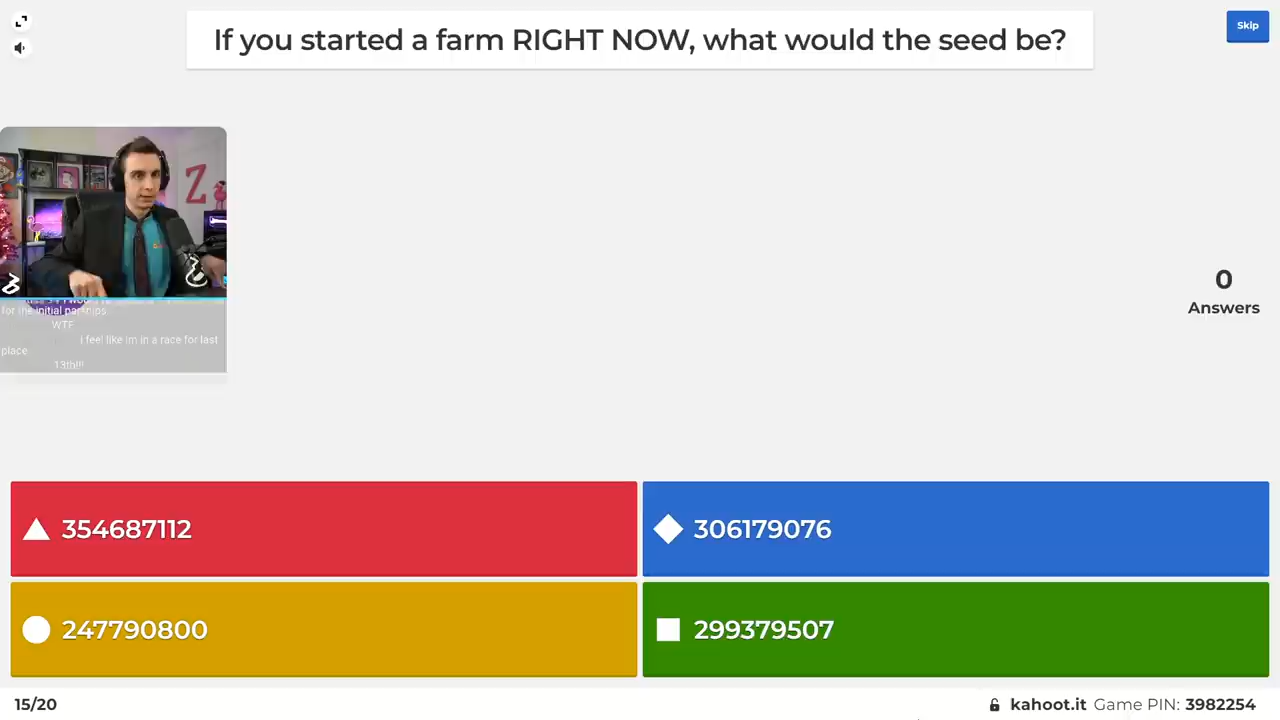 If you started a farm RIGHT NOW, what would the seed be?
Skip
Z
for the initial parsnips
WTF
i feel like im in a race for last
place
13th!!!
0
Answers
354687112
306179076
247790800
299379507
15/20
kahoot.it Game PIN: 3982254